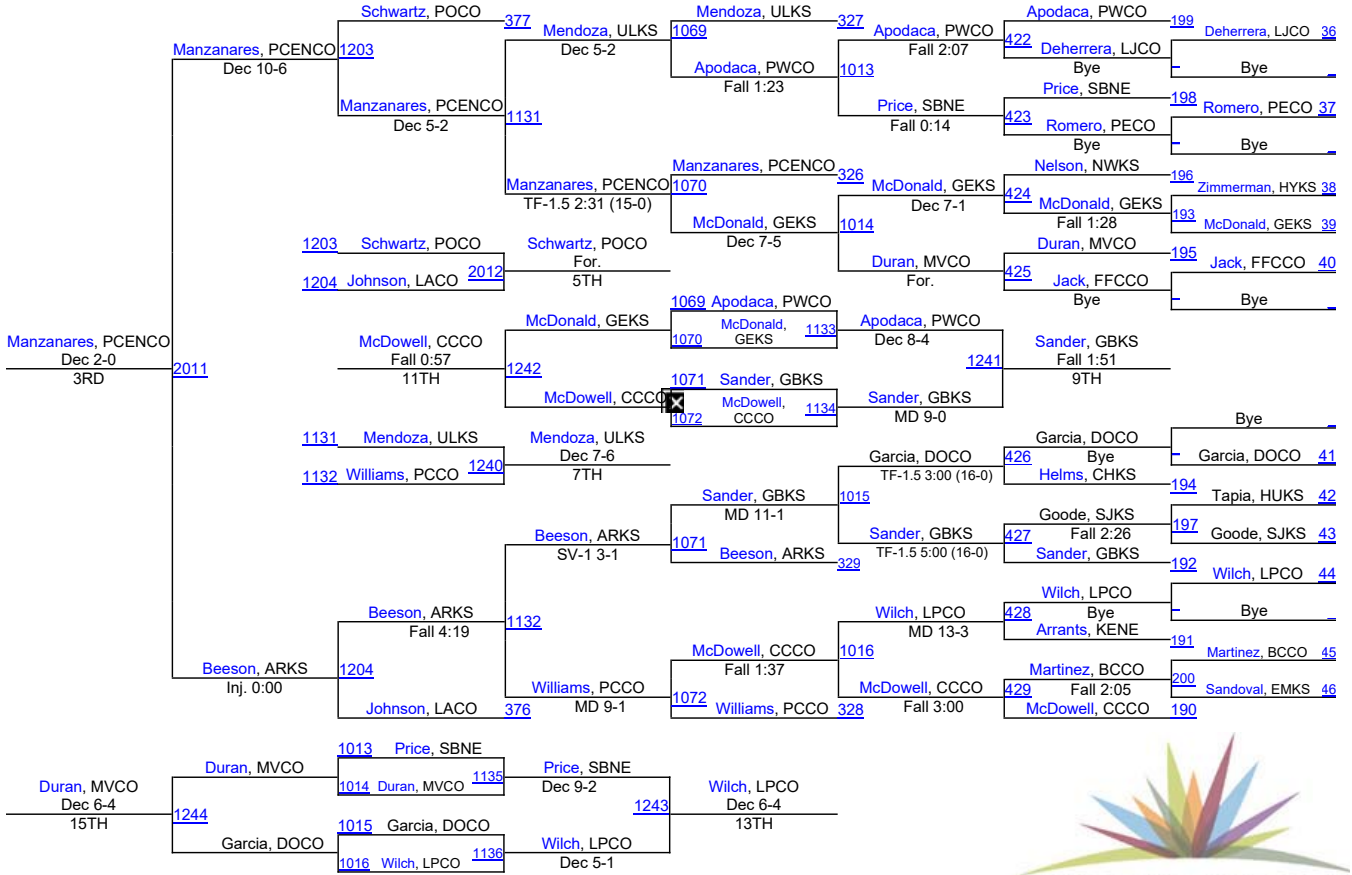 Schwartz, POCO 377
Mendoza, ULKS 327
Apodaca, PWCO 199
Deherrera, LJCO 36
Manzanares, PCENCO 1203
Dec 10-6
Mendoza, ULKS 1069
Dec 5-2
Apodaca, PWCO 422
Fall 2:07
Deherrera, LJCO
Bye
Bye
Apodaca, PWCO 1013
Fall 1:23
Price, SBNE 198
Romero, PECO 37
Manzanares, PCENCO 1131
Dec 5-2
Price, SBNE 423
Fall 0:14
Romero, PECO
Bye
Bye
Manzanares, PCENCO 326
Nelson, NWKS 196
Zimmerman, HYKS 38
Manzanares, PCENCO 1070
TF-1.5 2:31 (15-0)
McDonald, GEKS 424
Dec 7-1
McDonald, GEKS 193
Fall 1:28
McDonald, GEKS 39
McDonald, GEKS 1014
Dec 7-5
Duran, MVCO 195
Jack, FFCCO 40
1203 Schwartz, POCO
Schwartz, POCO
For.
5TH
1204 Johnson, LACO 2012
Duran, MVCO 425
For.
Jack, FFCCO
Bye
Bye
1069 Apodaca, PWCO
McDonald, GEKS
1070 McDonald, GEKS 1133
Apodaca, PWCO
Dec 8-4
Manzanares, PCENCO
Dec 2-0
3RD
2011
McDowell, CCCO
Fall 0:57
11TH
1242
1241
Sander, GBKS
Fall 1:51
9TH
1071 Sander, GBKS
McDowell, CCCO
1072 McDowell, CCCO 1134
Sander, GBKS
MD 9-0
Bye
1131 Mendoza, ULKS
Mendoza, ULKS
Dec 7-6
7TH
1132 Williams, PCCO 1240
Garcia, DOCO
Bye
Garcia, DOCO 41
Garcia, DOCO 426
TF-1.5 3:00 (16-0)
Helms, CHKS 194
Sander, GBKS 1015
MD 11-1
Tapia, HUKS 42
Goode, SJKS 197
Fall 2:26
Goode, SJKS 43
Beeson, ARKS
SV-1 3-1
1071 Beeson, ARKS 329
Sander, GBKS 427
TF-1.5 5:00 (16-0)
Sander, GBKS 192
Wilch, LPCO 44
Wilch, LPCO
Bye
Bye
Beeson, ARKS 1132
Fall 4:19
Wilch, LPCO 428
MD 13-3
Arrants, KENE 191
Martinez, BCCO 45
McDowell, CCCO 1016
Fall 1:37
Beeson, ARKS 1204
Inj. 0:00
Martinez, BCCO 200
Fall 2:05
Sandoval, EMKS 46
Williams, PCCO 1072
MD 9-1
McDowell, CCCO 429
Fall 3:00
Johnson, LACO 376
Williams, PCCO 328
McDowell, CCCO 190
1013 Price, SBNE
Duran, MVCO
1014 Duran, MVCO 1135
Price, SBNE
Dec 9-2
Duran, MVCO
Dec 6-4
15TH
1244
1243
Wilch, LPCO
Dec 6-4
13TH
1015 Garcia, DOCO
Garcia, DOCO
1016 Wilch, LPCO 1136
Wilch, LPCO
Dec 5-1